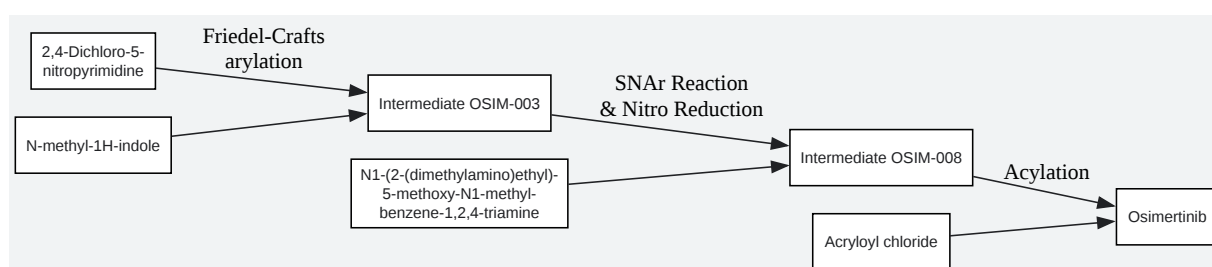 2,4-Dichloro-5-
nitropyrimidine
Friedel-Crafts
arylation
N-methyl-1H-indole
Intermediate OSIM-003
SNAr Reaction
& Nitro Reduction
N1-(2-(dimethylamino)ethyl)-
5-methoxy-N1-methyl-
benzene-1,2,4-triamine
Intermediate OSIM-008
Acylation
Acryloyl chloride
Osimertinib